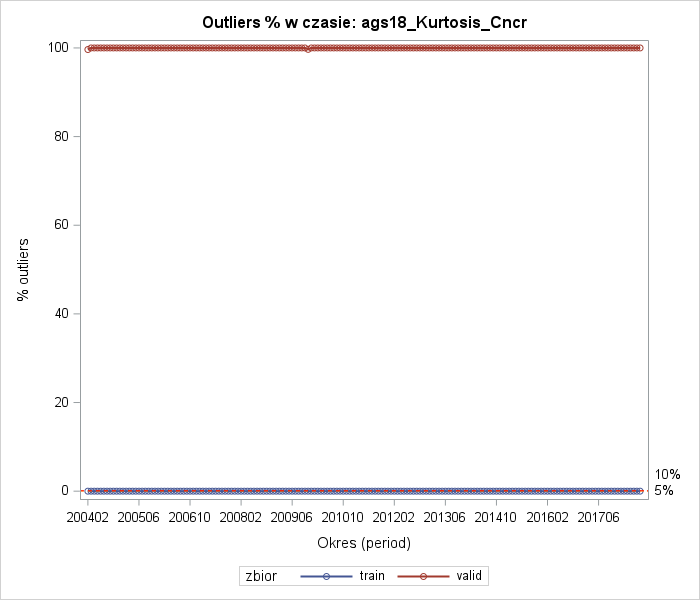 Outliers % w czasie: ags18_Kurtosis_Cncr
100
80
60
40
20
0
% outliers
10%
5%
200402 200506 200610 200802 200906 201010 201202 201306 201410 201602 201706
Okres (period)
zbior train valid